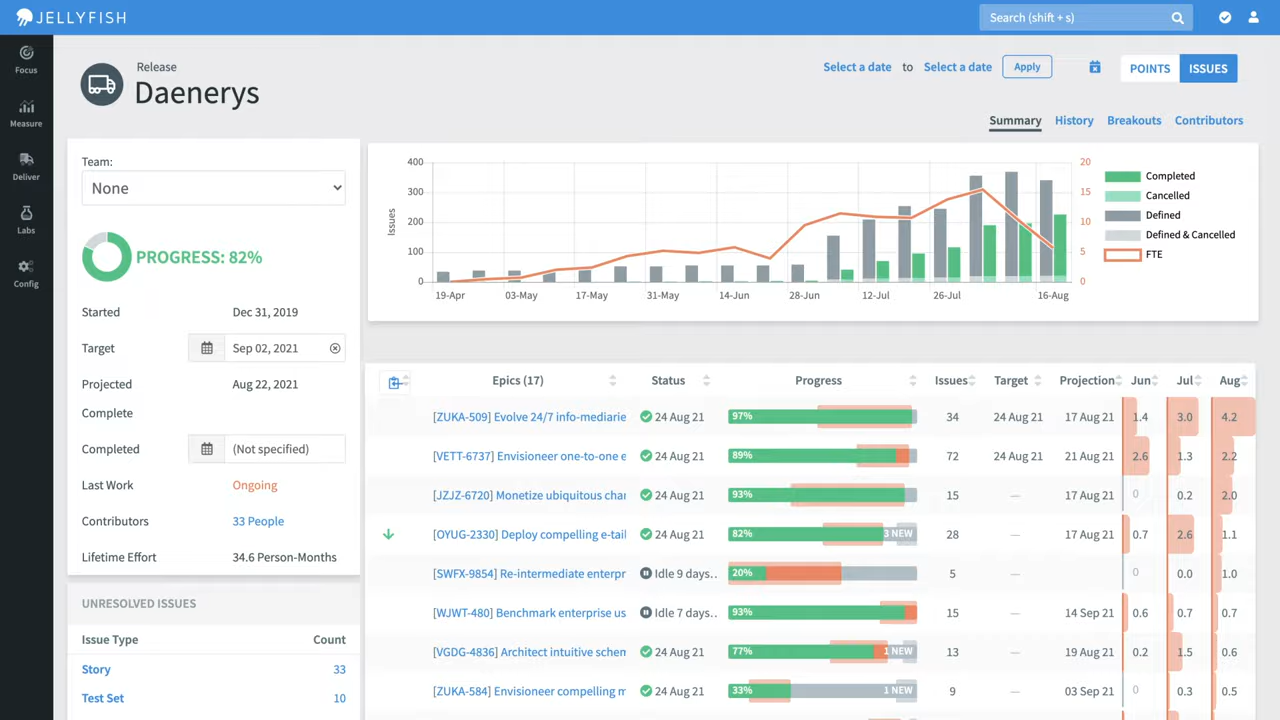 JELLYFISH
Search (shift + s)
Focus
Measure
Deliver
Labs
Config
Release
Daenerys
Select a date to Select a date Apply
POINTS ISSUES
Summary History Breakouts Contributors
Team:
None
PROGRESS: 82%
Started Dec 31, 2019
Target Sep 02, 2021
Projected Aug 22, 2021
Complete
Completed (Not specified)
Last Work Ongoing
Contributors 33 People
Lifetime Effort 34.6 Person-Months
UNRESOLVED ISSUES
Issue Type Count
Story 33
Test Set 10
Issues
400
300
200
100
0
20
15
10
5
0
19-Apr 03-May 17-May 31-May 14-Jun 28-Jun 12-Jul 26-Jul 16-Aug
Completed
Cancelled
Defined
Defined & Cancelled
FTE
Epics (17) Status Progress Issues Target Projection Jun Jul Aug
[ZUKA-509] Evolve 24/7 info-mediarie 24 Aug 21 97% 34 24 Aug 21 17 Aug 21 1.4 3.0 4.2
[VETT-6737] Envisioneer one-to-one e 24 Aug 21 89% 72 24 Aug 21 21 Aug 21 2.6 1.3 2.2
[JZJZ-6720] Monetize ubiquitous char 24 Aug 21 93% 15 — 17 Aug 21 0 0.2 2.0
[OYUG-2330] Deploy compelling e-tail 24 Aug 21 82% 3 NEW 28 — 17 Aug 21 0.7 2.6 1.1
[SWFX-9854] Re-intermediate enterpr Idle 9 days.. 20% 5 — 0 0.0 1.0
[WJWT-480] Benchmark enterprise us Idle 7 days.. 93% 15 — 14 Sep 21 0.6 0.7 0.7
[VGDG-4836] Architect intuitive schem 24 Aug 21 77% 1 NEW 13 — 19 Aug 21 0.2 1.5 0.6
[ZUKA-584] Envisioneer compelling m 24 Aug 21 33% 1 NEW 9 — 03 Sep 21 0 0.3 0.5